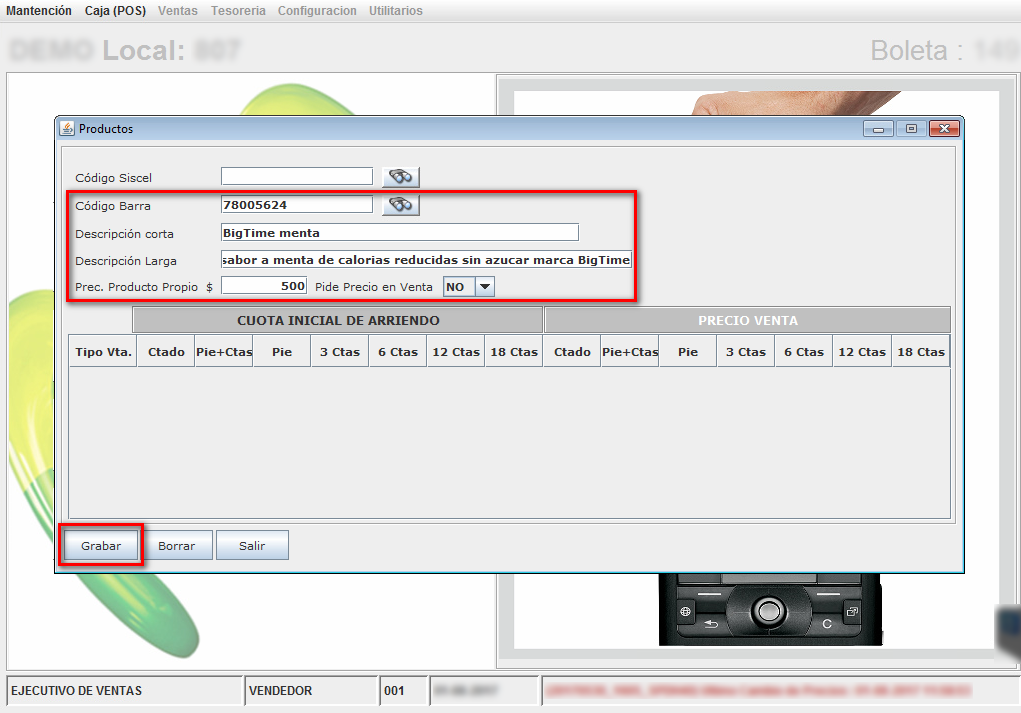 Mantención Caja (POS) Ventas Tesoreria Configuracion Utilitarios
DEMO Local: 807
Boleta :
Productos
Código Siscel
Código Barra 78005624
Descripción corta BigTime menta
Descripción Larga sabor a menta de calorias reducidas sin azucar marca BigTime
Prec. Producto Propio $ 500 Pide Precio en Venta NO
CUOTA INICIAL DE ARRIENDO PRECIO VENTA
Tipo Vta. Ctado Pie+Ctas Pie 3 Ctas 6 Ctas 12 Ctas 18 Ctas Ctado Pie+Ctas Pie 3 Ctas 6 Ctas 12 Ctas 18 Ctas
Grabar Borrar Salir
C
EJECUTIVO DE VENTAS VENDEDOR 001